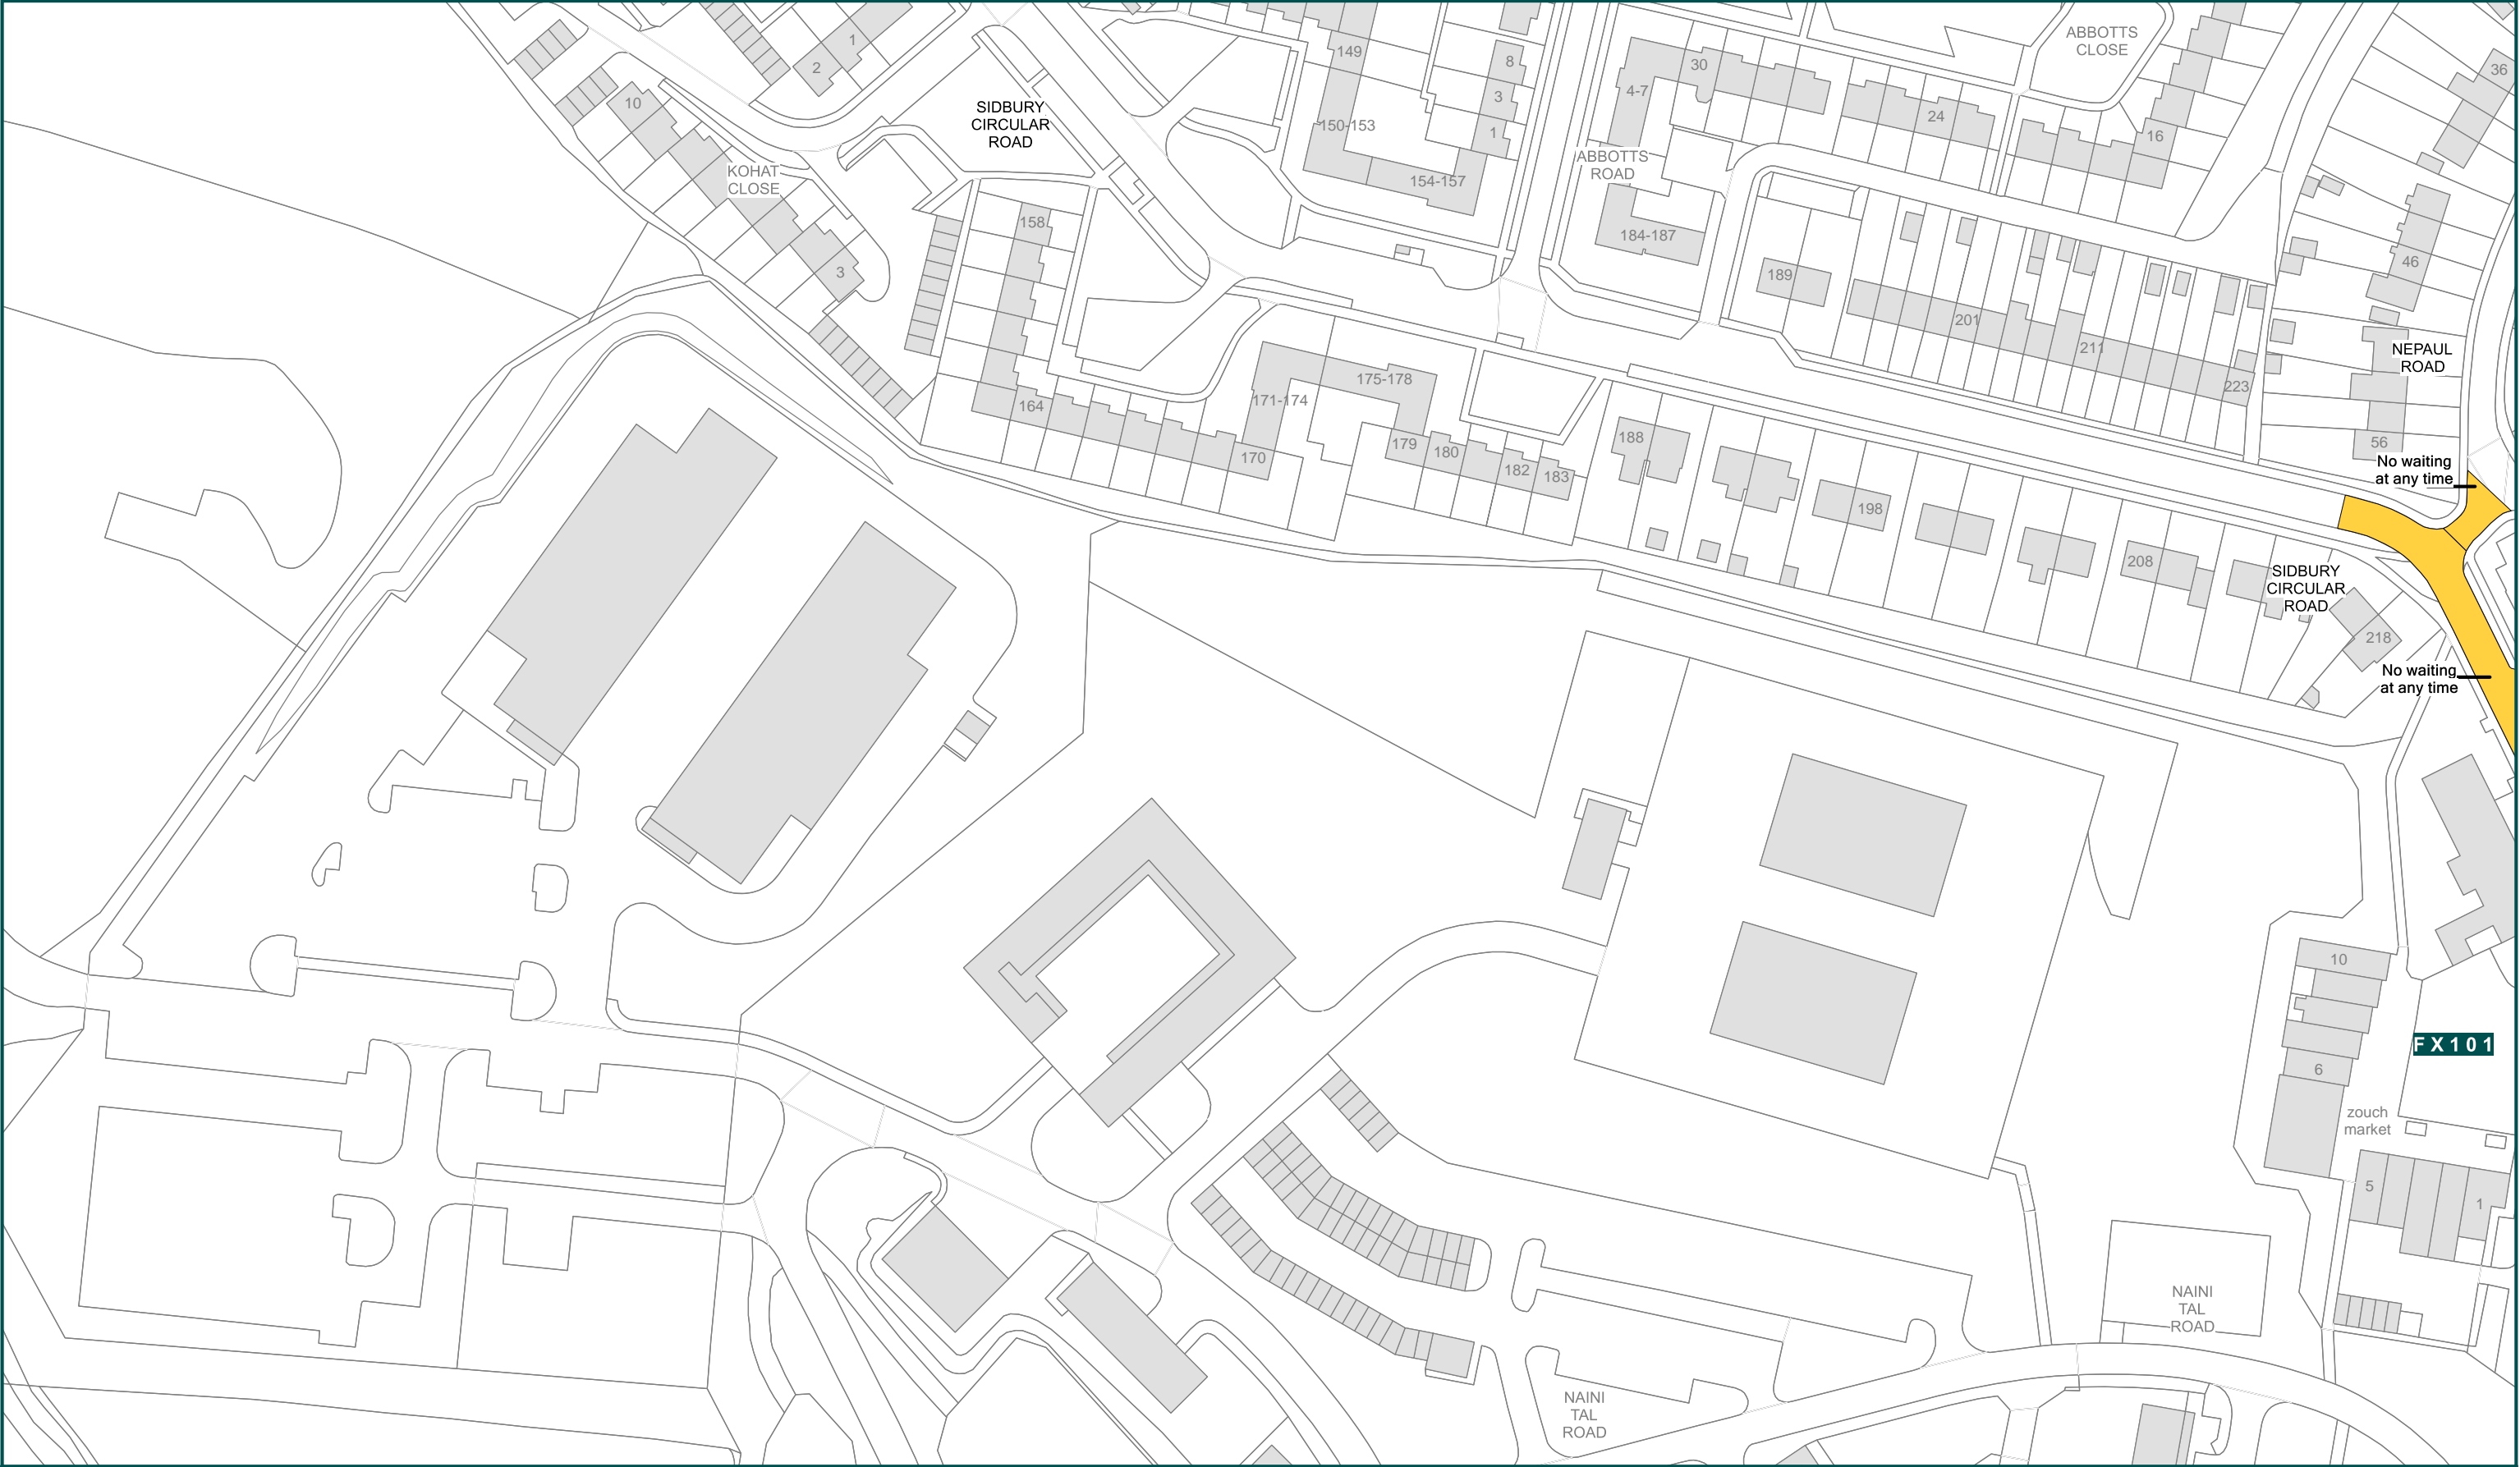 1
2
149
8
3
1
150-153
154-157
4-7
30
24
16
36
ABBOTTS
CLOSE
10
SIDBURY
CIRCULAR
ROAD
KOHAT
CLOSE
3
158
ABBOTTS
ROAD
184-187
189
201
211
223
46
NEPAUL
ROAD
56
164
170
171-174
175-178
179
180
182
183
188
198
208
218
No waiting
at any time
SIDBURY
CIRCULAR
ROAD
No waiting
at any time
10
6
FX101
zouch
market
5
1
NAINI
TAL
ROAD
NAINI
TAL
ROAD